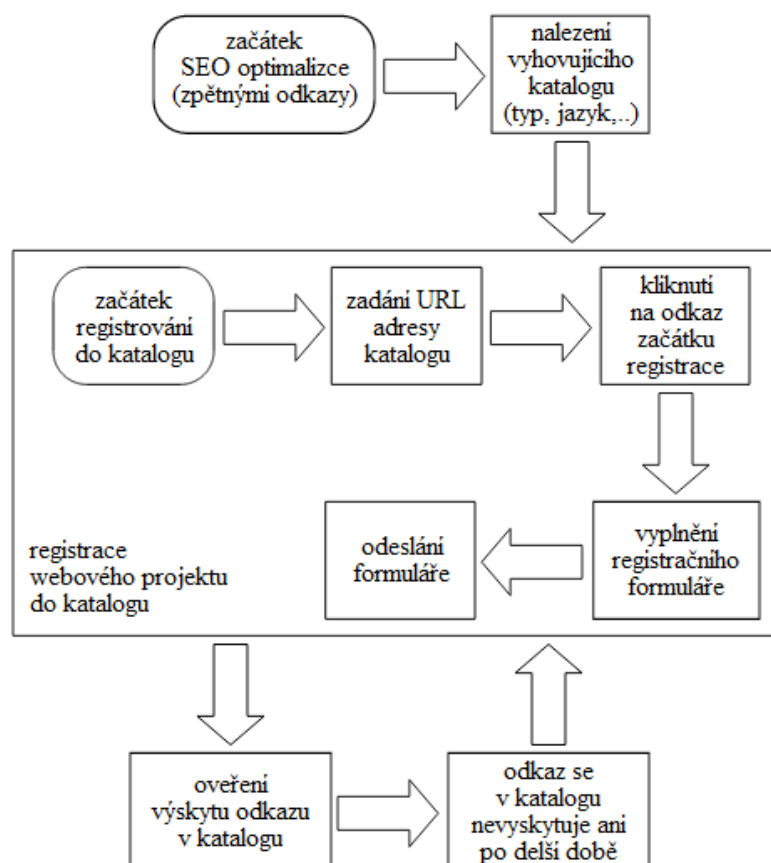 začátek
SEO optimalizce
(zpětnými odkazy)
nalezení
vyhovujícího
katalogu
(typ, jazyk,..)
začátek
registrování
do katalogu
zadání URL
adresy
katalogu
kliknutí
na odkaz
začátku
registrace
vyplnění
registračního
formuláře
odeslání
formuláře
registrace
webového projektu
do katalogu
oveření
výskytu odkazu
v katalogu
odkaz se
v katalogu
nevyskytuje ani
po delší době